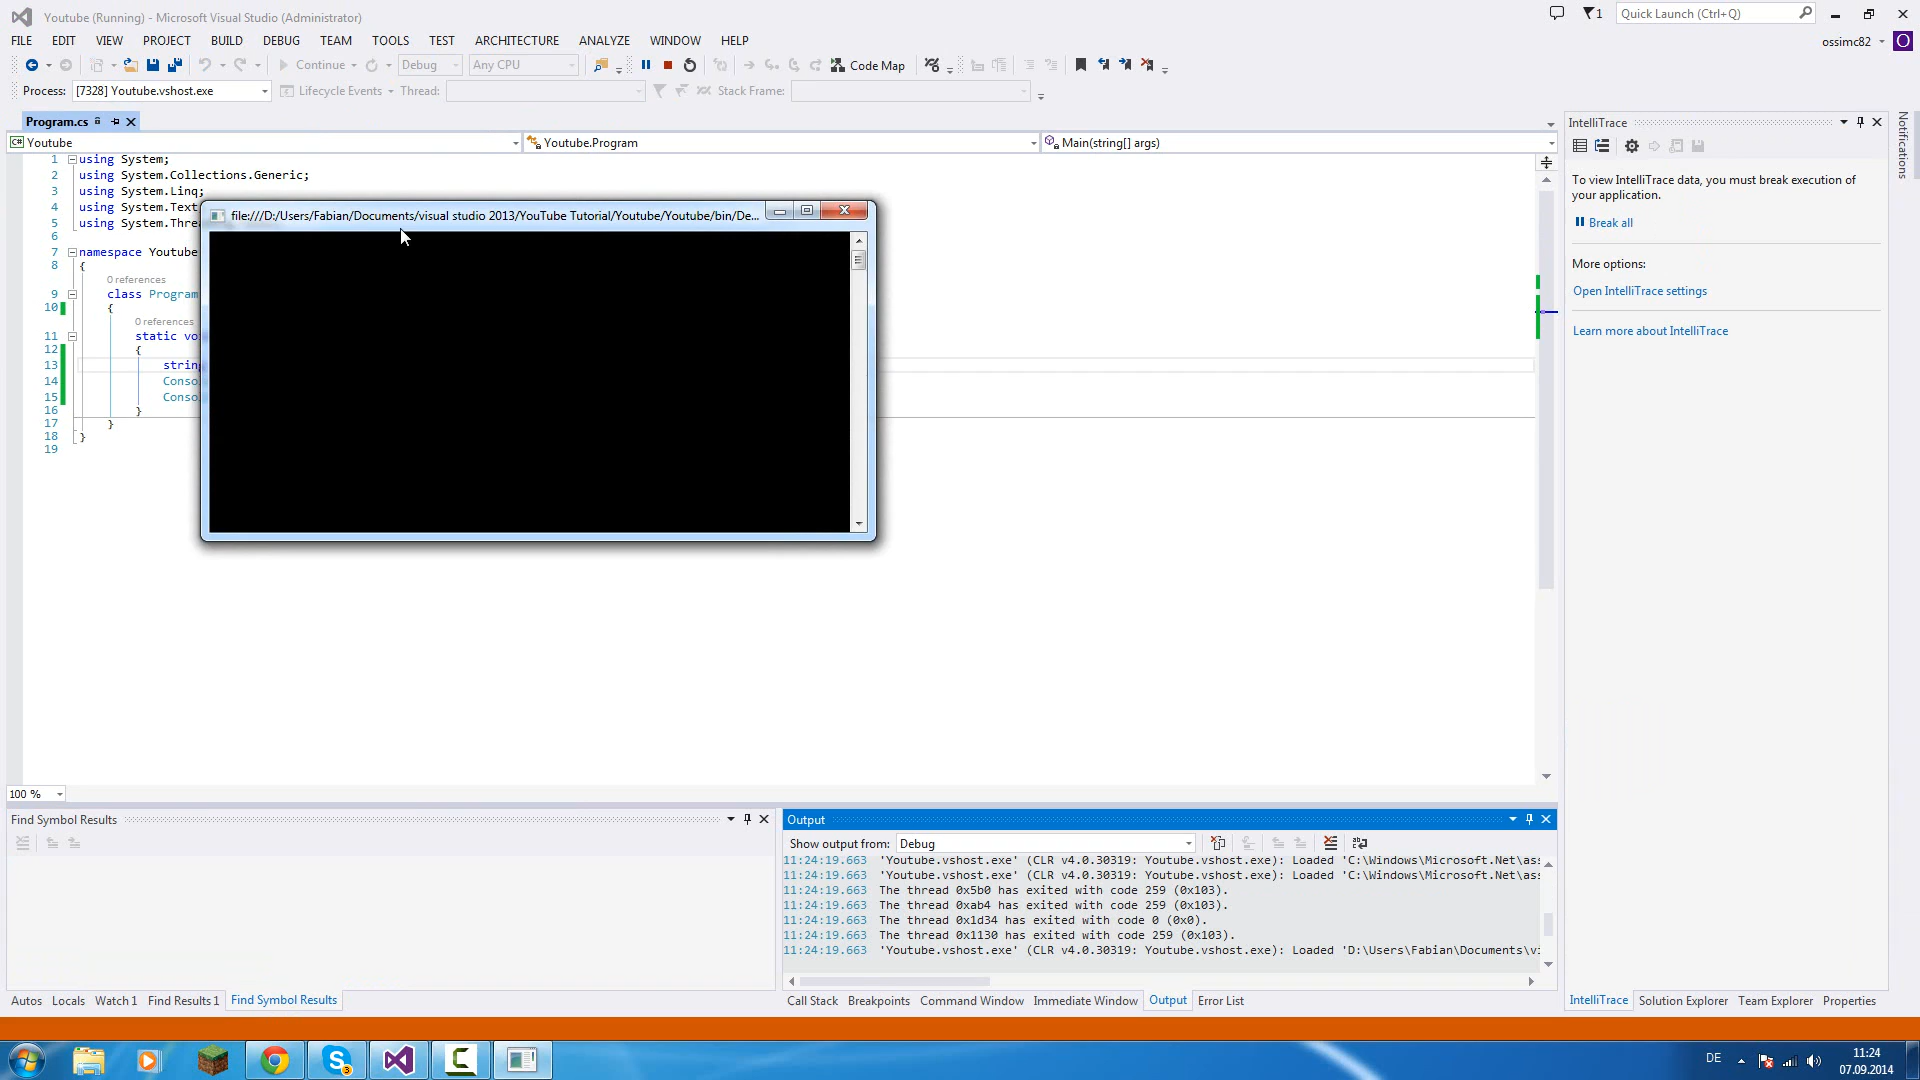 Youtube (Running) - Microsoft Visual Studio (Administrator)
1
Quick Launch (Ctrl+Q)
FILE EDIT VIEW PROJECT BUILD DEBUG TEAM TOOLS TEST ARCHITECTURE ANALYZE WINDOW HELP
ossimc82
O
Continue Debug Any CPU Code Map
Process: [7328] Youtube.vshost.exe Lifecycle Events Thread: Stack Frame:
Program.cs
C# Youtube
Youtube.Program
Main(string[] args)
1 using System;
2 using System.Collections.Generic;
3 using System.Linq;
4 using System.Text
5 using System.Threa
6
7 namespace Youtube
8 {
0 references
9 class Program
10 {
0 references
11 static vo
12 {
13 string
14 Conso
15 Conso
16 }
17 }
18 }
19
file:///D:/Users/Fabian/Documents/visual studio 2013/YouTube Tutorial/Youtube/Youtube/bin/De...
IntelliTrace
To view IntelliTrace data, you must break execution of
your application.
Break all
More options:
Open IntelliTrace settings
Learn more about IntelliTrace
Notifications
100 %
Find Symbol Results
Output
Show output from: Debug
11:24:19.663 'Youtube.vshost.exe' (CLR v4.0.30319: Youtube.vshost.exe): Loaded 'C:\Windows\Microsoft.Net\ass
11:24:19.663 'Youtube.vshost.exe' (CLR v4.0.30319: Youtube.vshost.exe): Loaded 'C:\Windows\Microsoft.Net\ass
11:24:19.663 The thread 0x5b0 has exited with code 259 (0x103).
11:24:19.663 The thread 0xab4 has exited with code 259 (0x103).
11:24:19.663 The thread 0x1d34 has exited with code 0 (0x0).
11:24:19.663 The thread 0x1130 has exited with code 259 (0x103).
11:24:19.663 'Youtube.vshost.exe' (CLR v4.0.30319: Youtube.vshost.exe): Loaded 'D:\Users\Fabian\Documents\vi
Autos Locals Watch 1 Find Results 1 Find Symbol Results
Call Stack Breakpoints Command Window Immediate Window Output Error List
IntelliTrace Solution Explorer Team Explorer Properties
3
DE
11:24
07.09.2014